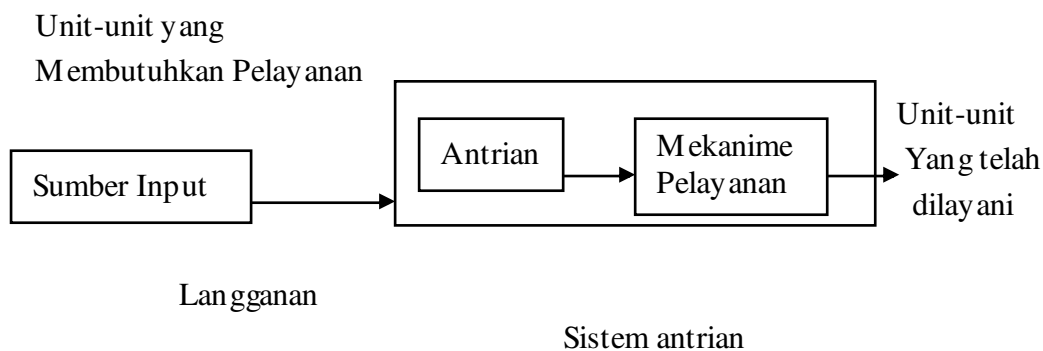 Unit-unit yang
Membutuhkan Pelayanan
Sumber Input
Antrian
Mekanime
Pelayanan
Unit-unit
Yang telah
dilayani
Langganan
Sistem antrian